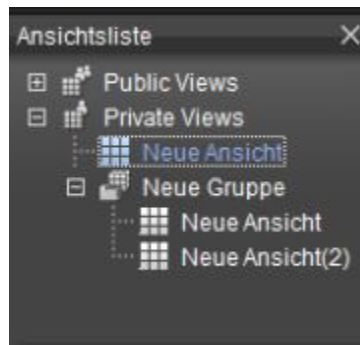 Ansichtsliste
Public Views
Private Views
Neue Ansicht
Neue Gruppe
Neue Ansicht
Neue Ansicht(2)